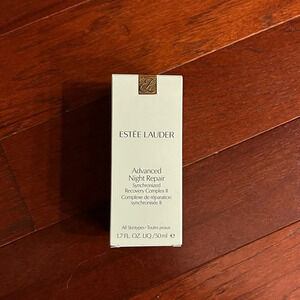 ESTĒE LAUDER
Advanced
Night Repair
Synchronized
Recovery Complex II
Complexe de réparation
synchronisée II
All Skintypes • Toutes peaux
1.7 FL. OZ. LIQ./50 ml ℮